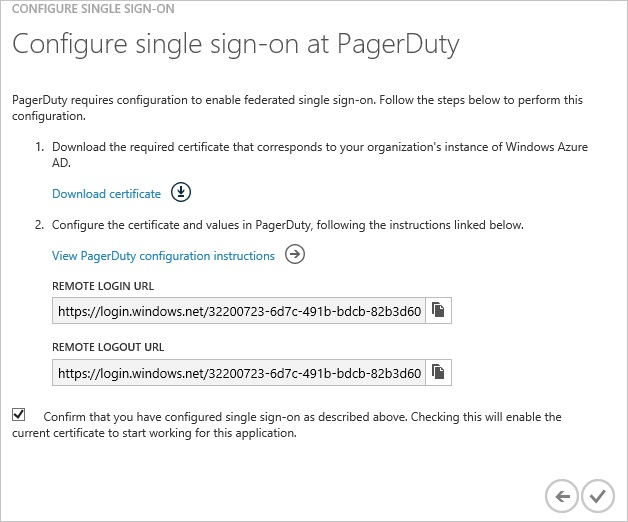 CONFIGURE SINGLE SIGN-ON
Configure single sign-on at PagerDuty
PagerDuty requires configuration to enable federated single sign-on. Follow the steps below to perform this
configuration.
1. Download the required certificate that corresponds to your organization's instance of Windows Azure
AD.
Download certificate
2. Configure the certificate and values in PagerDuty, following the instructions linked below.
View PagerDuty configuration instructions
REMOTE LOGIN URL
https://login.windows.net/32200723-6d7c-491b-bdcb-82b3d60
REMOTE LOGOUT URL
https://login.windows.net/32200723-6d7c-491b-bdcb-82b3d60
Confirm that you have configured single sign-on as described above. Checking this will enable the
current certificate to start working for this application.